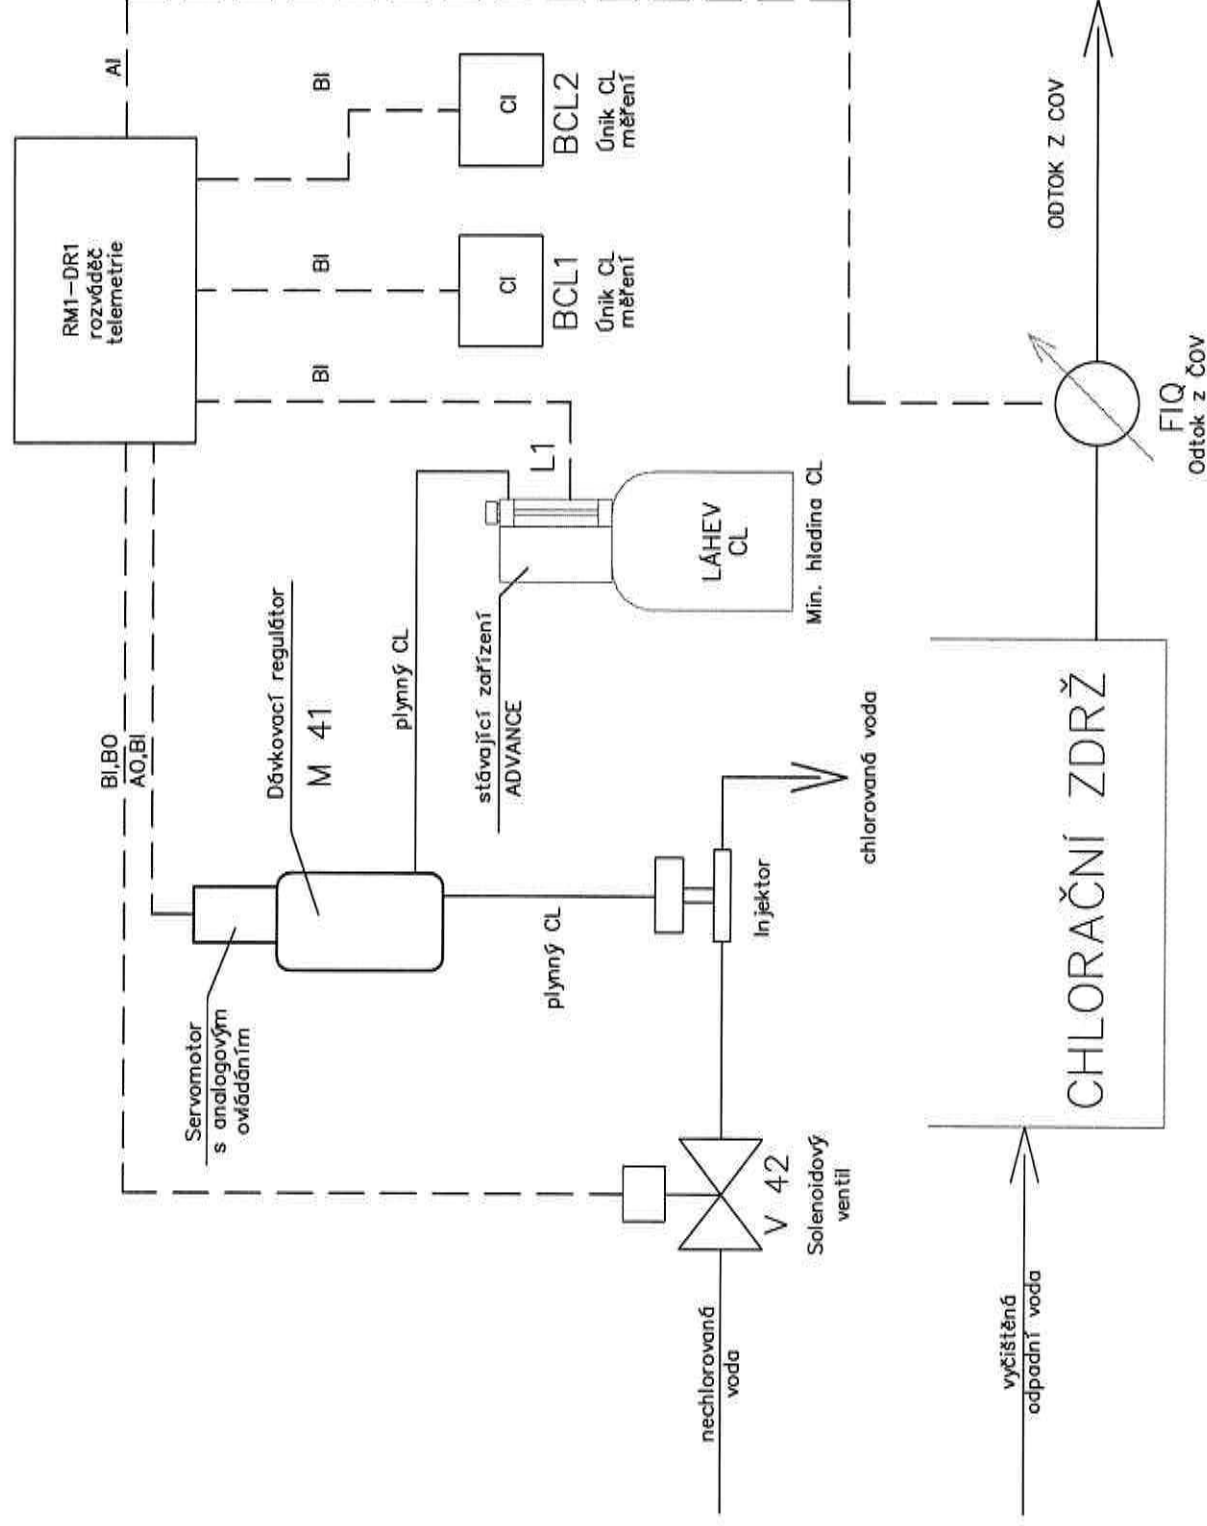 AI
RM1-DR1
rozváděč
telemetrie
BI
BI
BI
CI
BCL2
Únik CL
měření
CI
BCL1
Únik CL
měření
L1
BI,BO
AO,BI
Servomotor
s analogovým
ovládáním
Dávkovací regulátor
M 41
plynný CL
stávající zařízení
ADVANCE
LÁHEV
CL
Min. hladina CL
plynný CL
Injektor
chlorovaná voda
V 42
Solenoidový
ventil
nechlorovaná
voda
vyčištěná
odpadní voda
CHLORAČNÍ ZDRŽ
FIQ
Odtok z ČOV
ODTOK Z COV